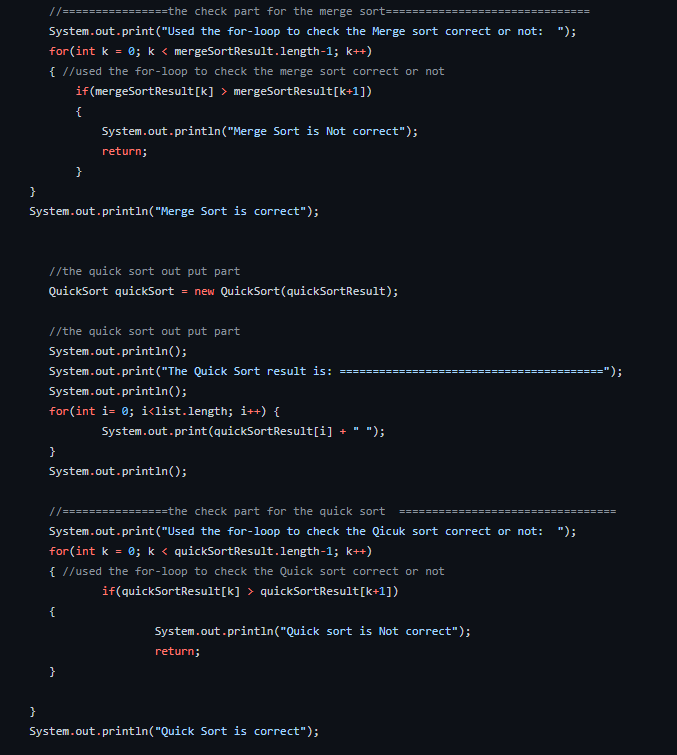 //================the check part for the merge sort===============================
System.out.print("Used the for-loop to check the Merge sort correct or not:  ");
for(int k = 0; k < mergeSortResult.length-1; k++)
{ //used the for-loop to check the merge sort correct or not
if(mergeSortResult[k] > mergeSortResult[k+1])
{
System.out.println("Merge Sort is Not correct");
return;
}
}
System.out.println("Merge Sort is correct");
//the quick sort out put part
QuickSort quickSort = new QuickSort(quickSortResult);
//the quick sort out put part
System.out.println();
System.out.print("The Quick Sort result is: ========================================");
System.out.println();
for(int i= 0; i<list.length; i++) {
System.out.print(quickSortResult[i] + " ");
}
System.out.println();
//================the check part for the quick sort  =================================
System.out.print("Used the for-loop to check the Qicuk sort correct or not:  ");
for(int k = 0; k < quickSortResult.length-1; k++)
{ //used the for-loop to check the Quick sort correct or not
if(quickSortResult[k] > quickSortResult[k+1])
{
System.out.println("Quick sort is Not correct");
return;
}
}
System.out.println("Quick Sort is correct");